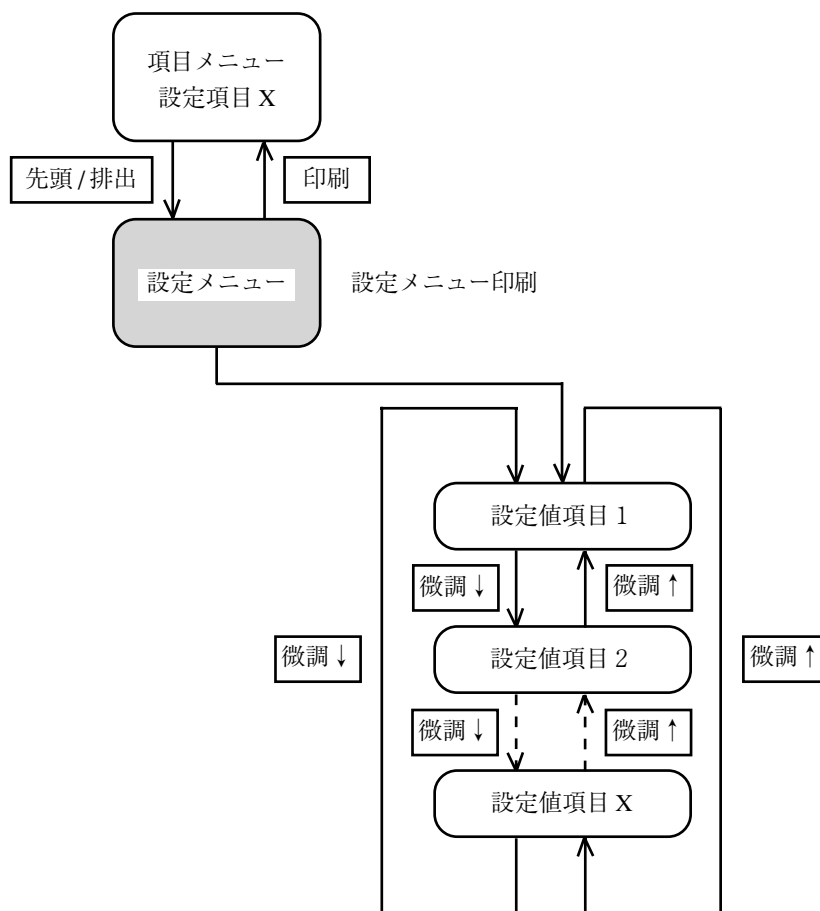 項目メニュー
設定項目 X
先頭/排出
印刷
設定メニュー
設定メニュー印刷
設定値項目 1
微調↓
微調↑
微調↓
設定値項目 2
微調↑
微調↓
微調↑
設定値項目 X